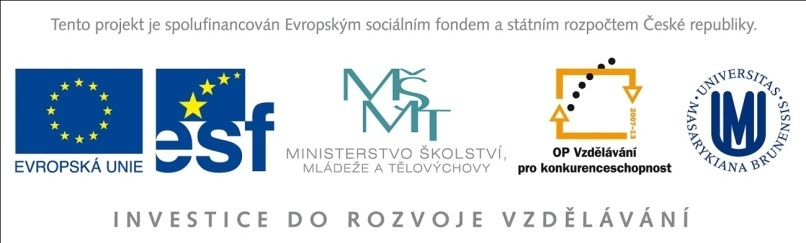 Tento projekt je spolufinancován Evropským sociálním fondem a státním rozpočtem České republiky.
EVROPSKÁ UNIE
esf
MŠMT
MINISTERSTVO ŠKOLSTVÍ,
MLÁDEŽE A TĚLOVÝCHOVY
2007-13
OP Vzdělávání
pro konkurenceschopnost
UNIVERSITAS · MASARYKIANA BRUNENSIS ·
INVESTICE DO ROZVOJE VZDĚLÁVÁNÍ